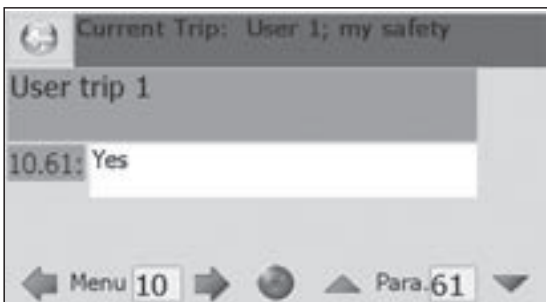 Current Trip: User 1; my safety
User trip 1
10.61: Yes
Menu 10 Para. 61